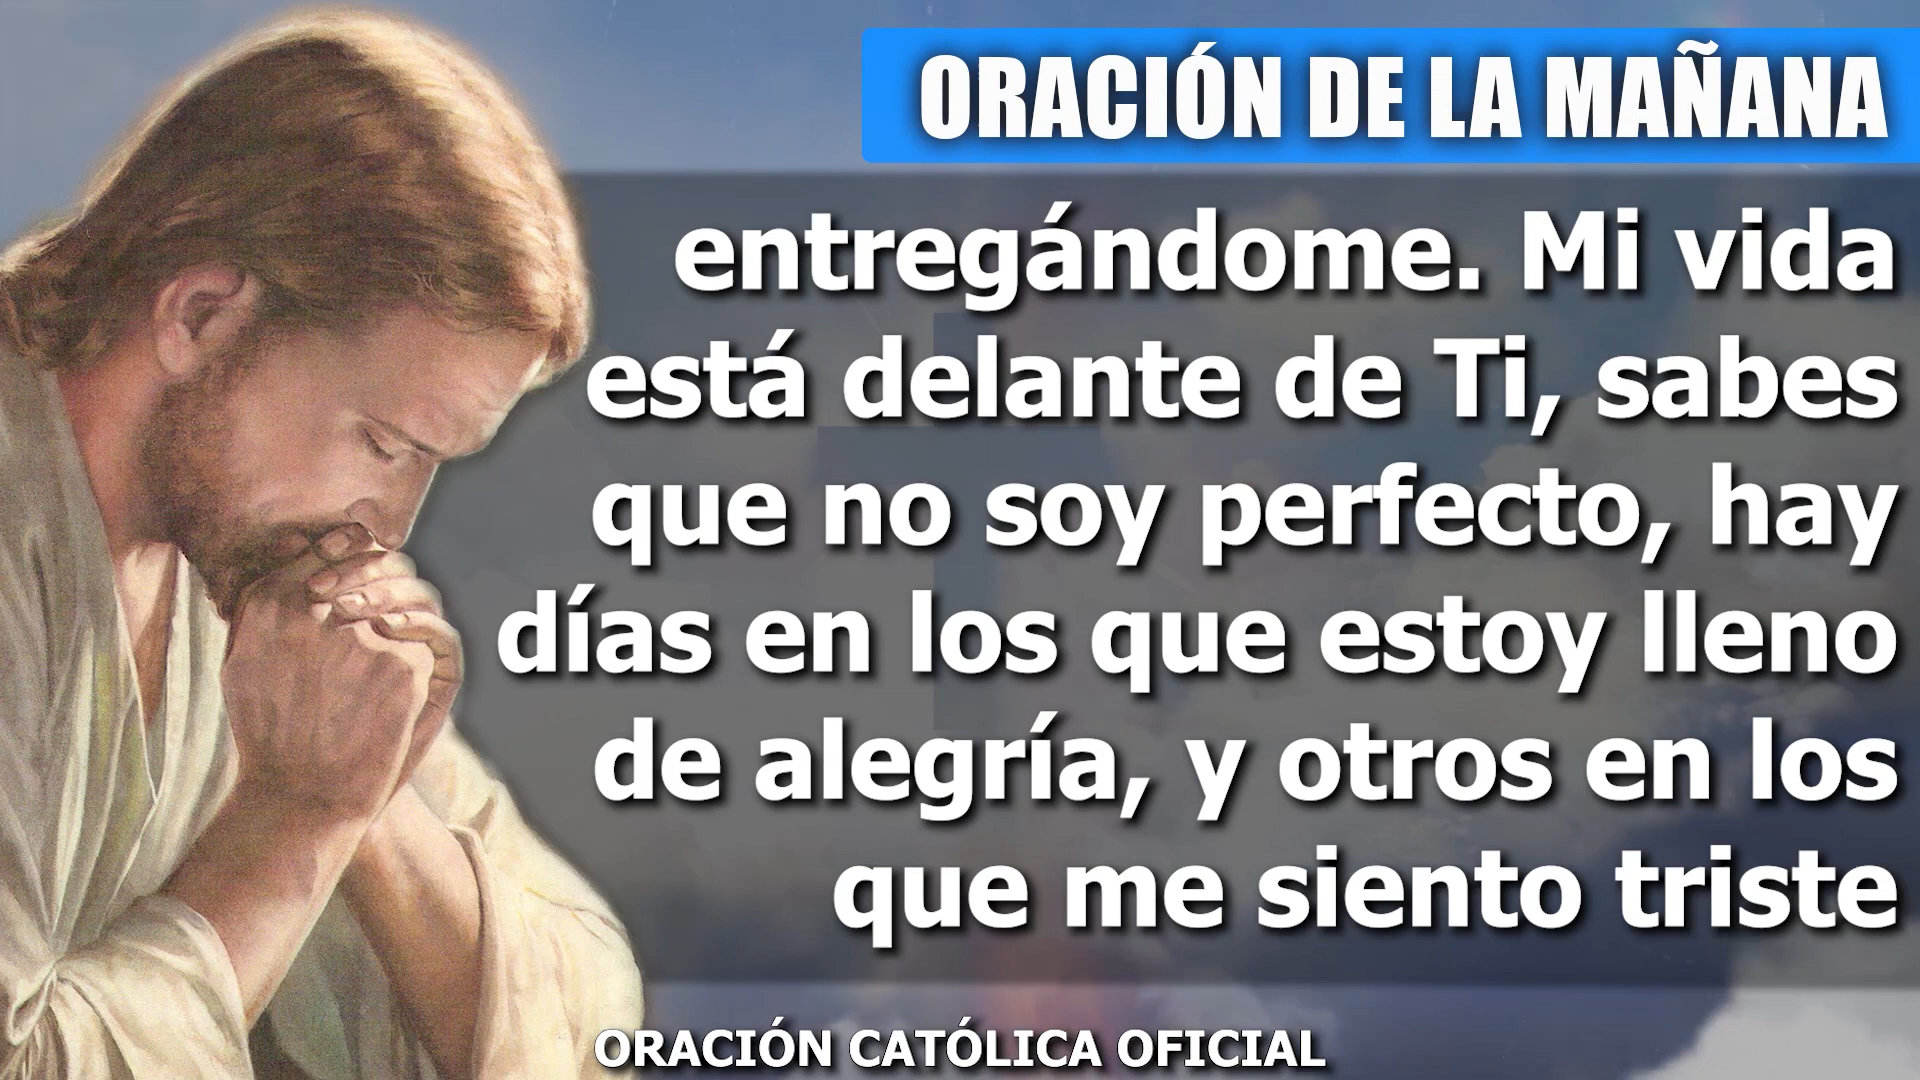 ORACIÓN DE LA MAÑANA
entregándome. Mi vida
está delante de Ti, sabes
que no soy perfecto, hay
días en los que estoy lleno
de alegría, y otros en los
que me siento triste
ORACIÓN CATÓLICA OFICIAL